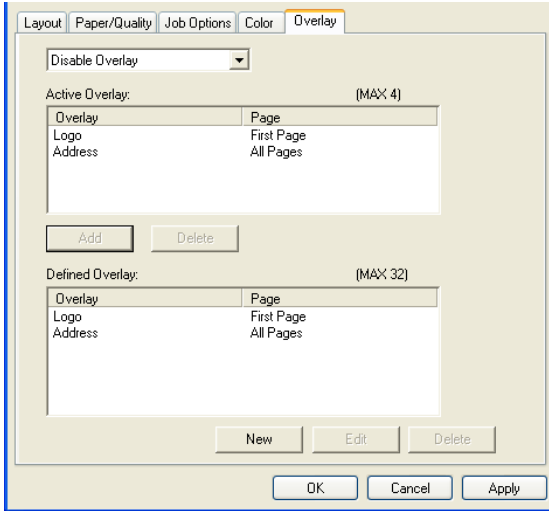 Layout Paper/Quality Job Options Color Overlay
Disable Overlay
Active Overlay: (MAX 4)
Overlay Page
Logo First Page
Address All Pages
Add Delete
Defined Overlay: (MAX 32)
Overlay Page
Logo First Page
Address All Pages
New Edit Delete
OK Cancel Apply